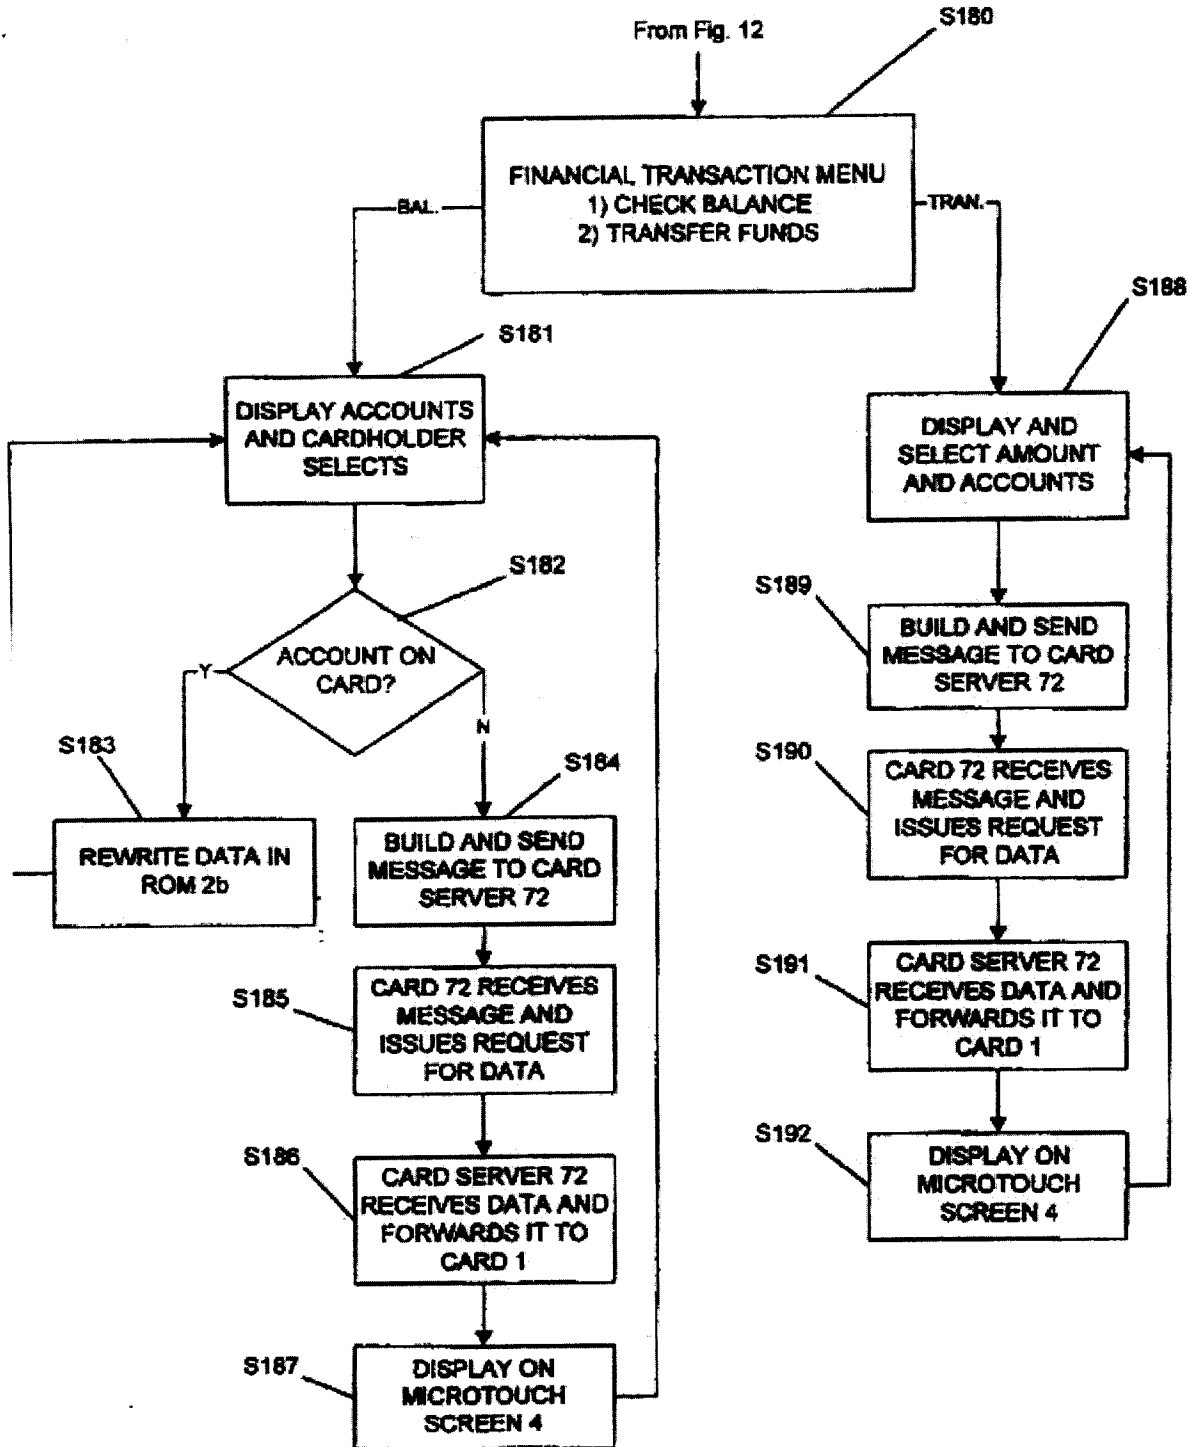 From Fig. 12
S180
FINANCIAL TRANSACTION MENU
1) CHECK BALANCE
2) TRANSFER FUNDS
BAL.
TRAN.
S181
DISPLAY ACCOUNTS
AND CARDHOLDER
SELECTS
S182
ACCOUNT ON
CARD?
Y
N
S183
REWRITE DATA IN
ROM 2b
S184
BUILD AND SEND
MESSAGE TO CARD
SERVER 72
S185
CARD 72 RECEIVES
MESSAGE AND
ISSUES REQUEST
FOR DATA
S186
CARD SERVER 72
RECEIVES DATA AND
FORWARDS IT TO
CARD 1
S187
DISPLAY ON
MICROTOUCH
SCREEN 4
S188
DISPLAY AND
SELECT AMOUNT
AND ACCOUNTS
S189
BUILD AND SEND
MESSAGE TO CARD
SERVER 72
S190
CARD 72 RECEIVES
MESSAGE AND
ISSUES REQUEST
FOR DATA
S191
CARD SERVER 72
RECEIVES DATA AND
FORWARDS IT TO
CARD 1
S192
DISPLAY ON
MICROTOUCH
SCREEN 4